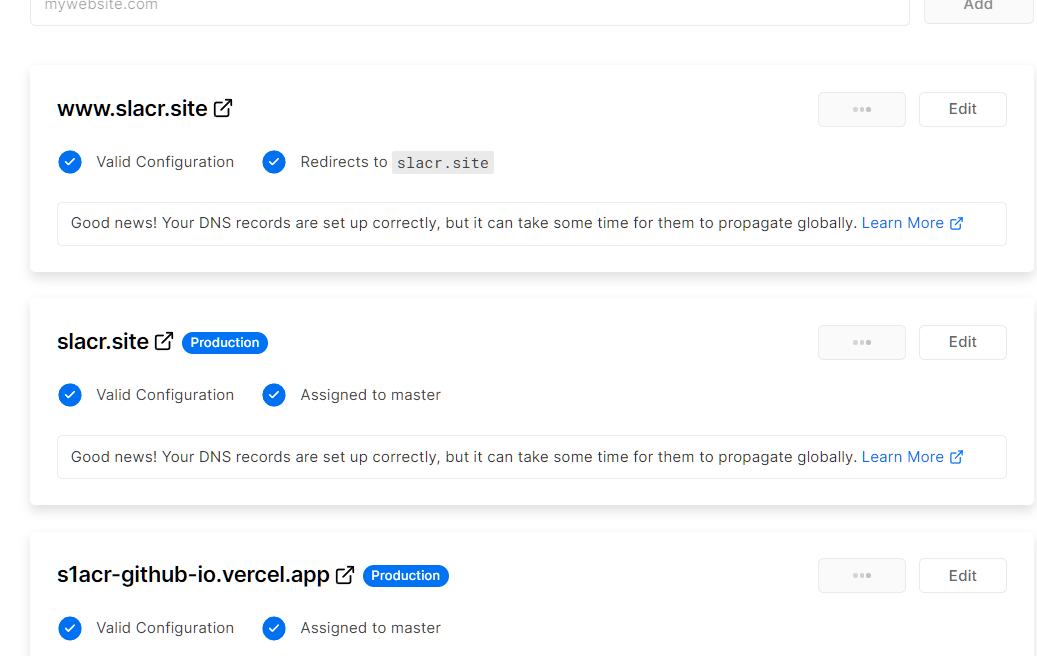 mywebsite.com
Add
www.slacr.site
•••
Edit
Valid Configuration
Redirects to slacr.site
Good news! Your DNS records are set up correctly, but it can take some time for them to propagate globally. Learn More
slacr.site
Production
•••
Edit
Valid Configuration
Assigned to master
Good news! Your DNS records are set up correctly, but it can take some time for them to propagate globally. Learn More
s1acr-github-io.vercel.app
Production
•••
Edit
Valid Configuration
Assigned to master